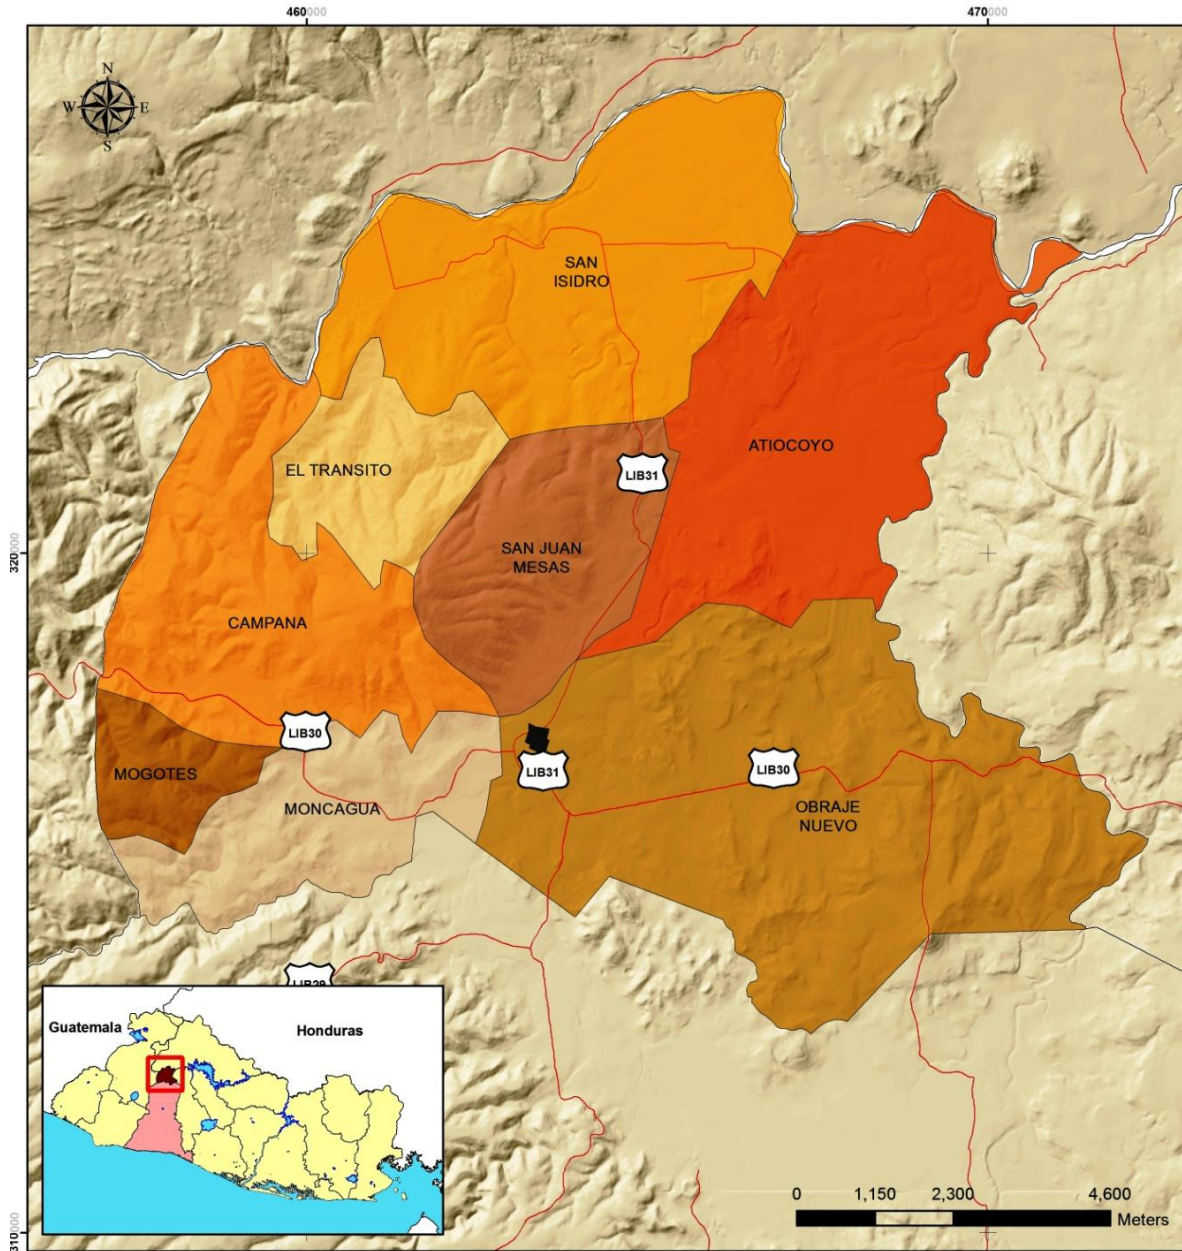 460000
470000
N
W E
S
SAN
ISIDRO
ATIOCOYO
EL TRANSITO
LIB31
320000
SAN JUAN
MESAS
CAMPANA
LIB30
MOGOTES
LIB31
LIB30
MONCAGUA
OBRAJE
NUEVO
LIB29
Guatemala
Honduras
0 1,150 2,300 4,600
Meters
310000